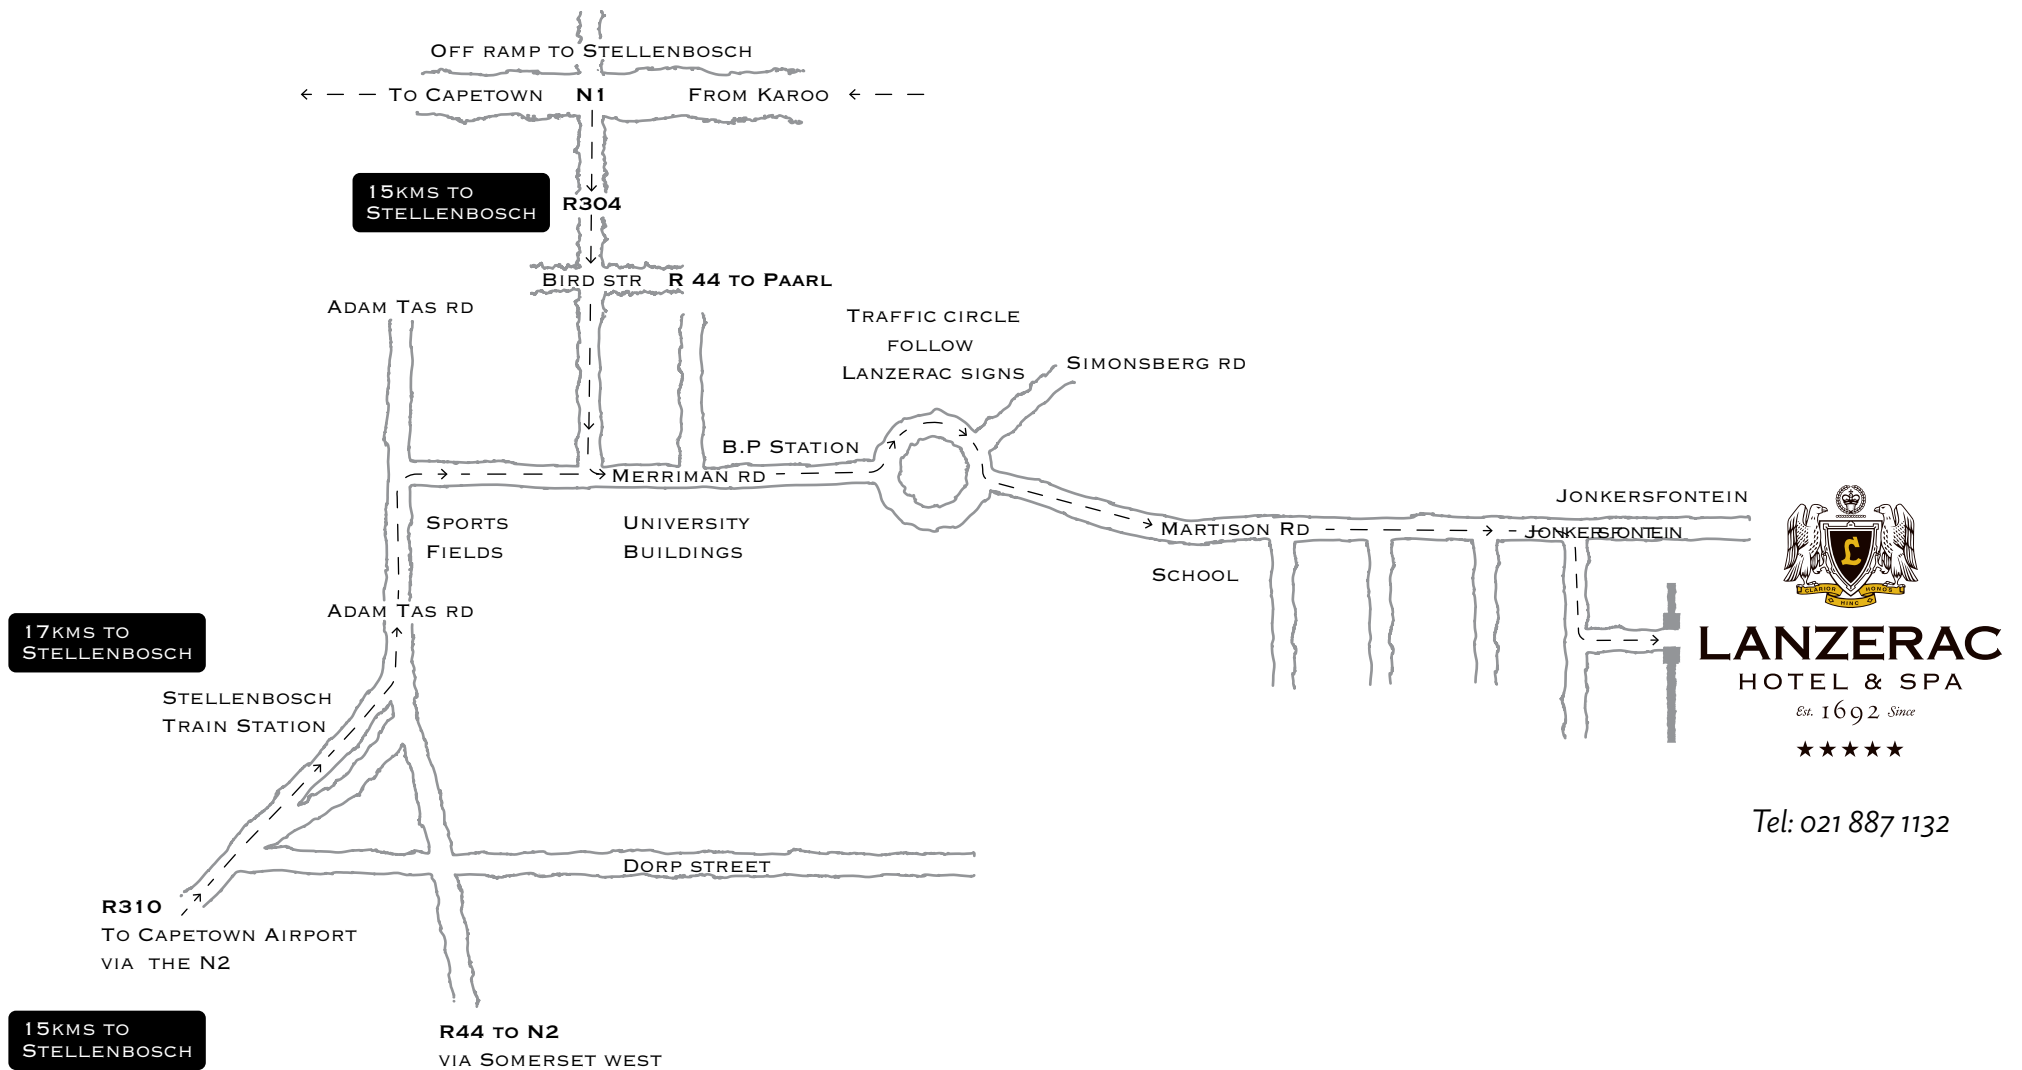 Off ramp to Stellenbosch
To Capetown N1 From Karoo
15kms to
Stellenbosch
R304
Bird str R 44 to Paarl
Adam Tas rd
Traffic circle
follow
Lanzerac signs
Simonsberg rd
B.P Station
Merriman rd
Sports
Fields
University
Buildings
Martison Rd
School
Jonkersfontein
Jonkersfontein
L
CLARIOR HINC HONOS
LANZERAC
HOTEL & SPA
Est. 1692 Since
Tel: 021 887 1132
Adam Tas rd
17kms to
Stellenbosch
Stellenbosch
Train Station
Dorp street
R310
To Capetown Airport
via the N2
15kms to
Stellenbosch
R44 to N2
via Somerset west